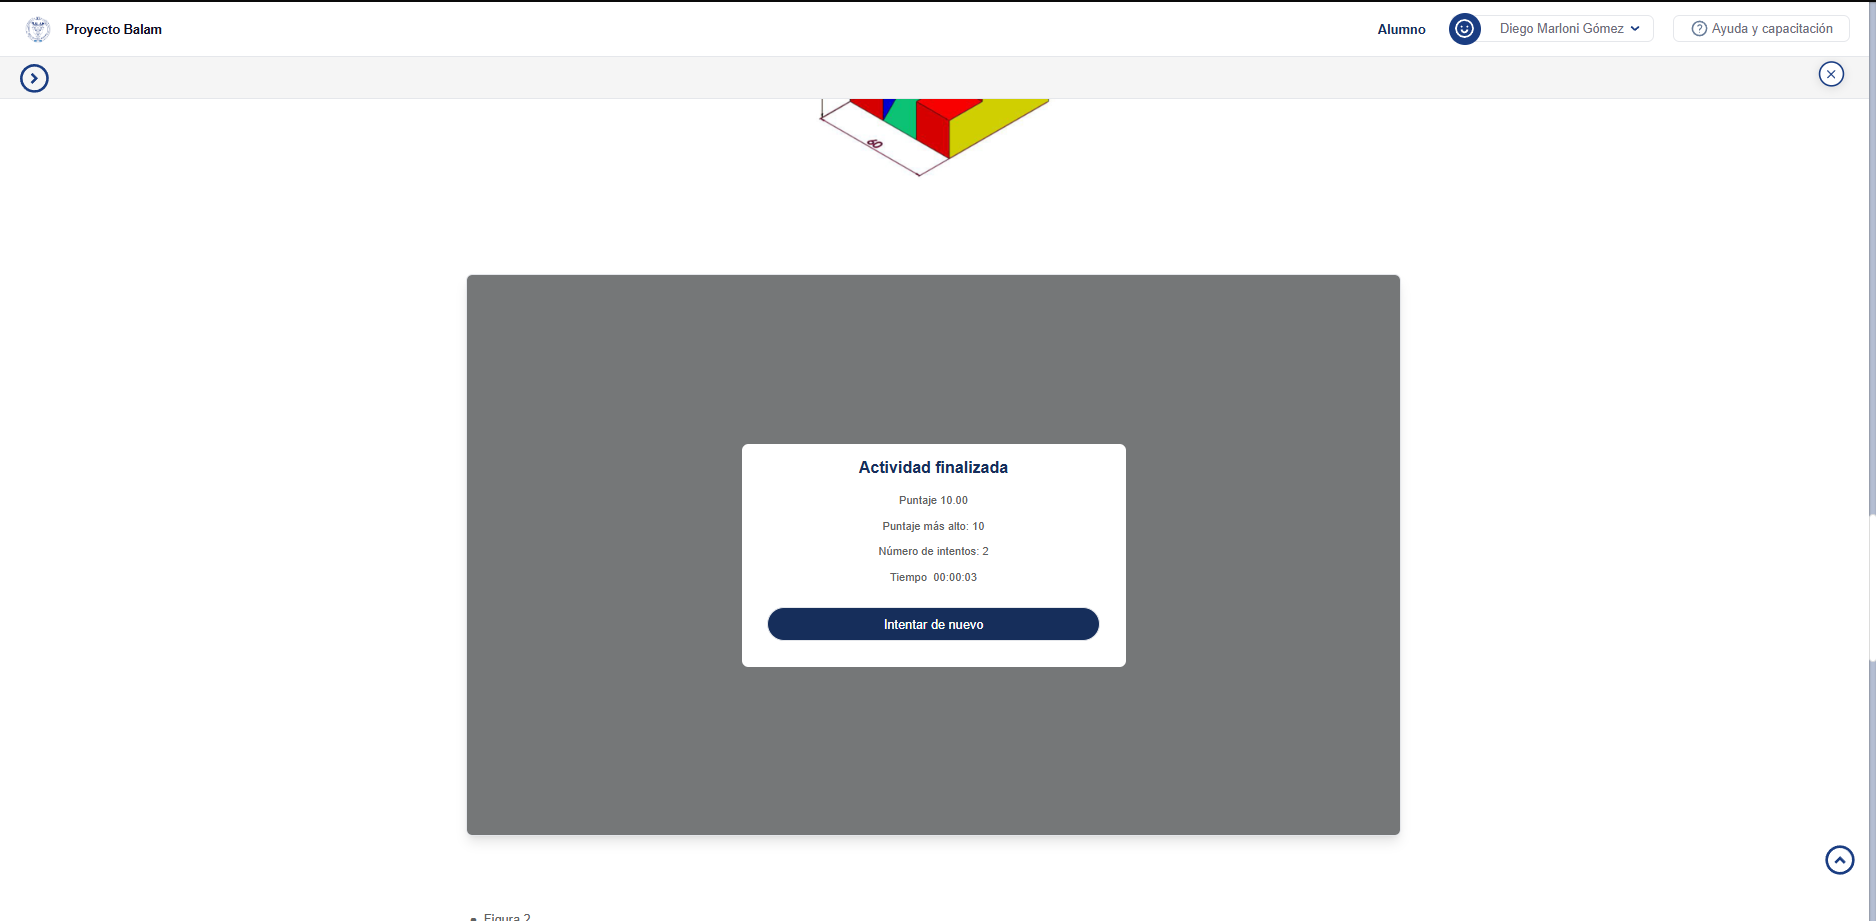 Proyecto Balam
Alumno
Diego Marloni Gómez
Ayuda y capacitación
60
Actividad finalizada
Puntaje 10.00
Puntaje más alto: 10
Número de intentos: 2
Tiempo 00:00:03
Intentar de nuevo
Figura 2